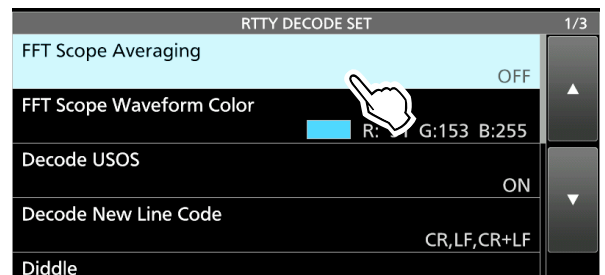 RTTY DECODE SET 1/3
FFT Scope Averaging
OFF
FFT Scope Waveform Color
R: G:153 B:255
Decode USOS
ON
Decode New Line Code
CR,LF,CR+LF
Diddle